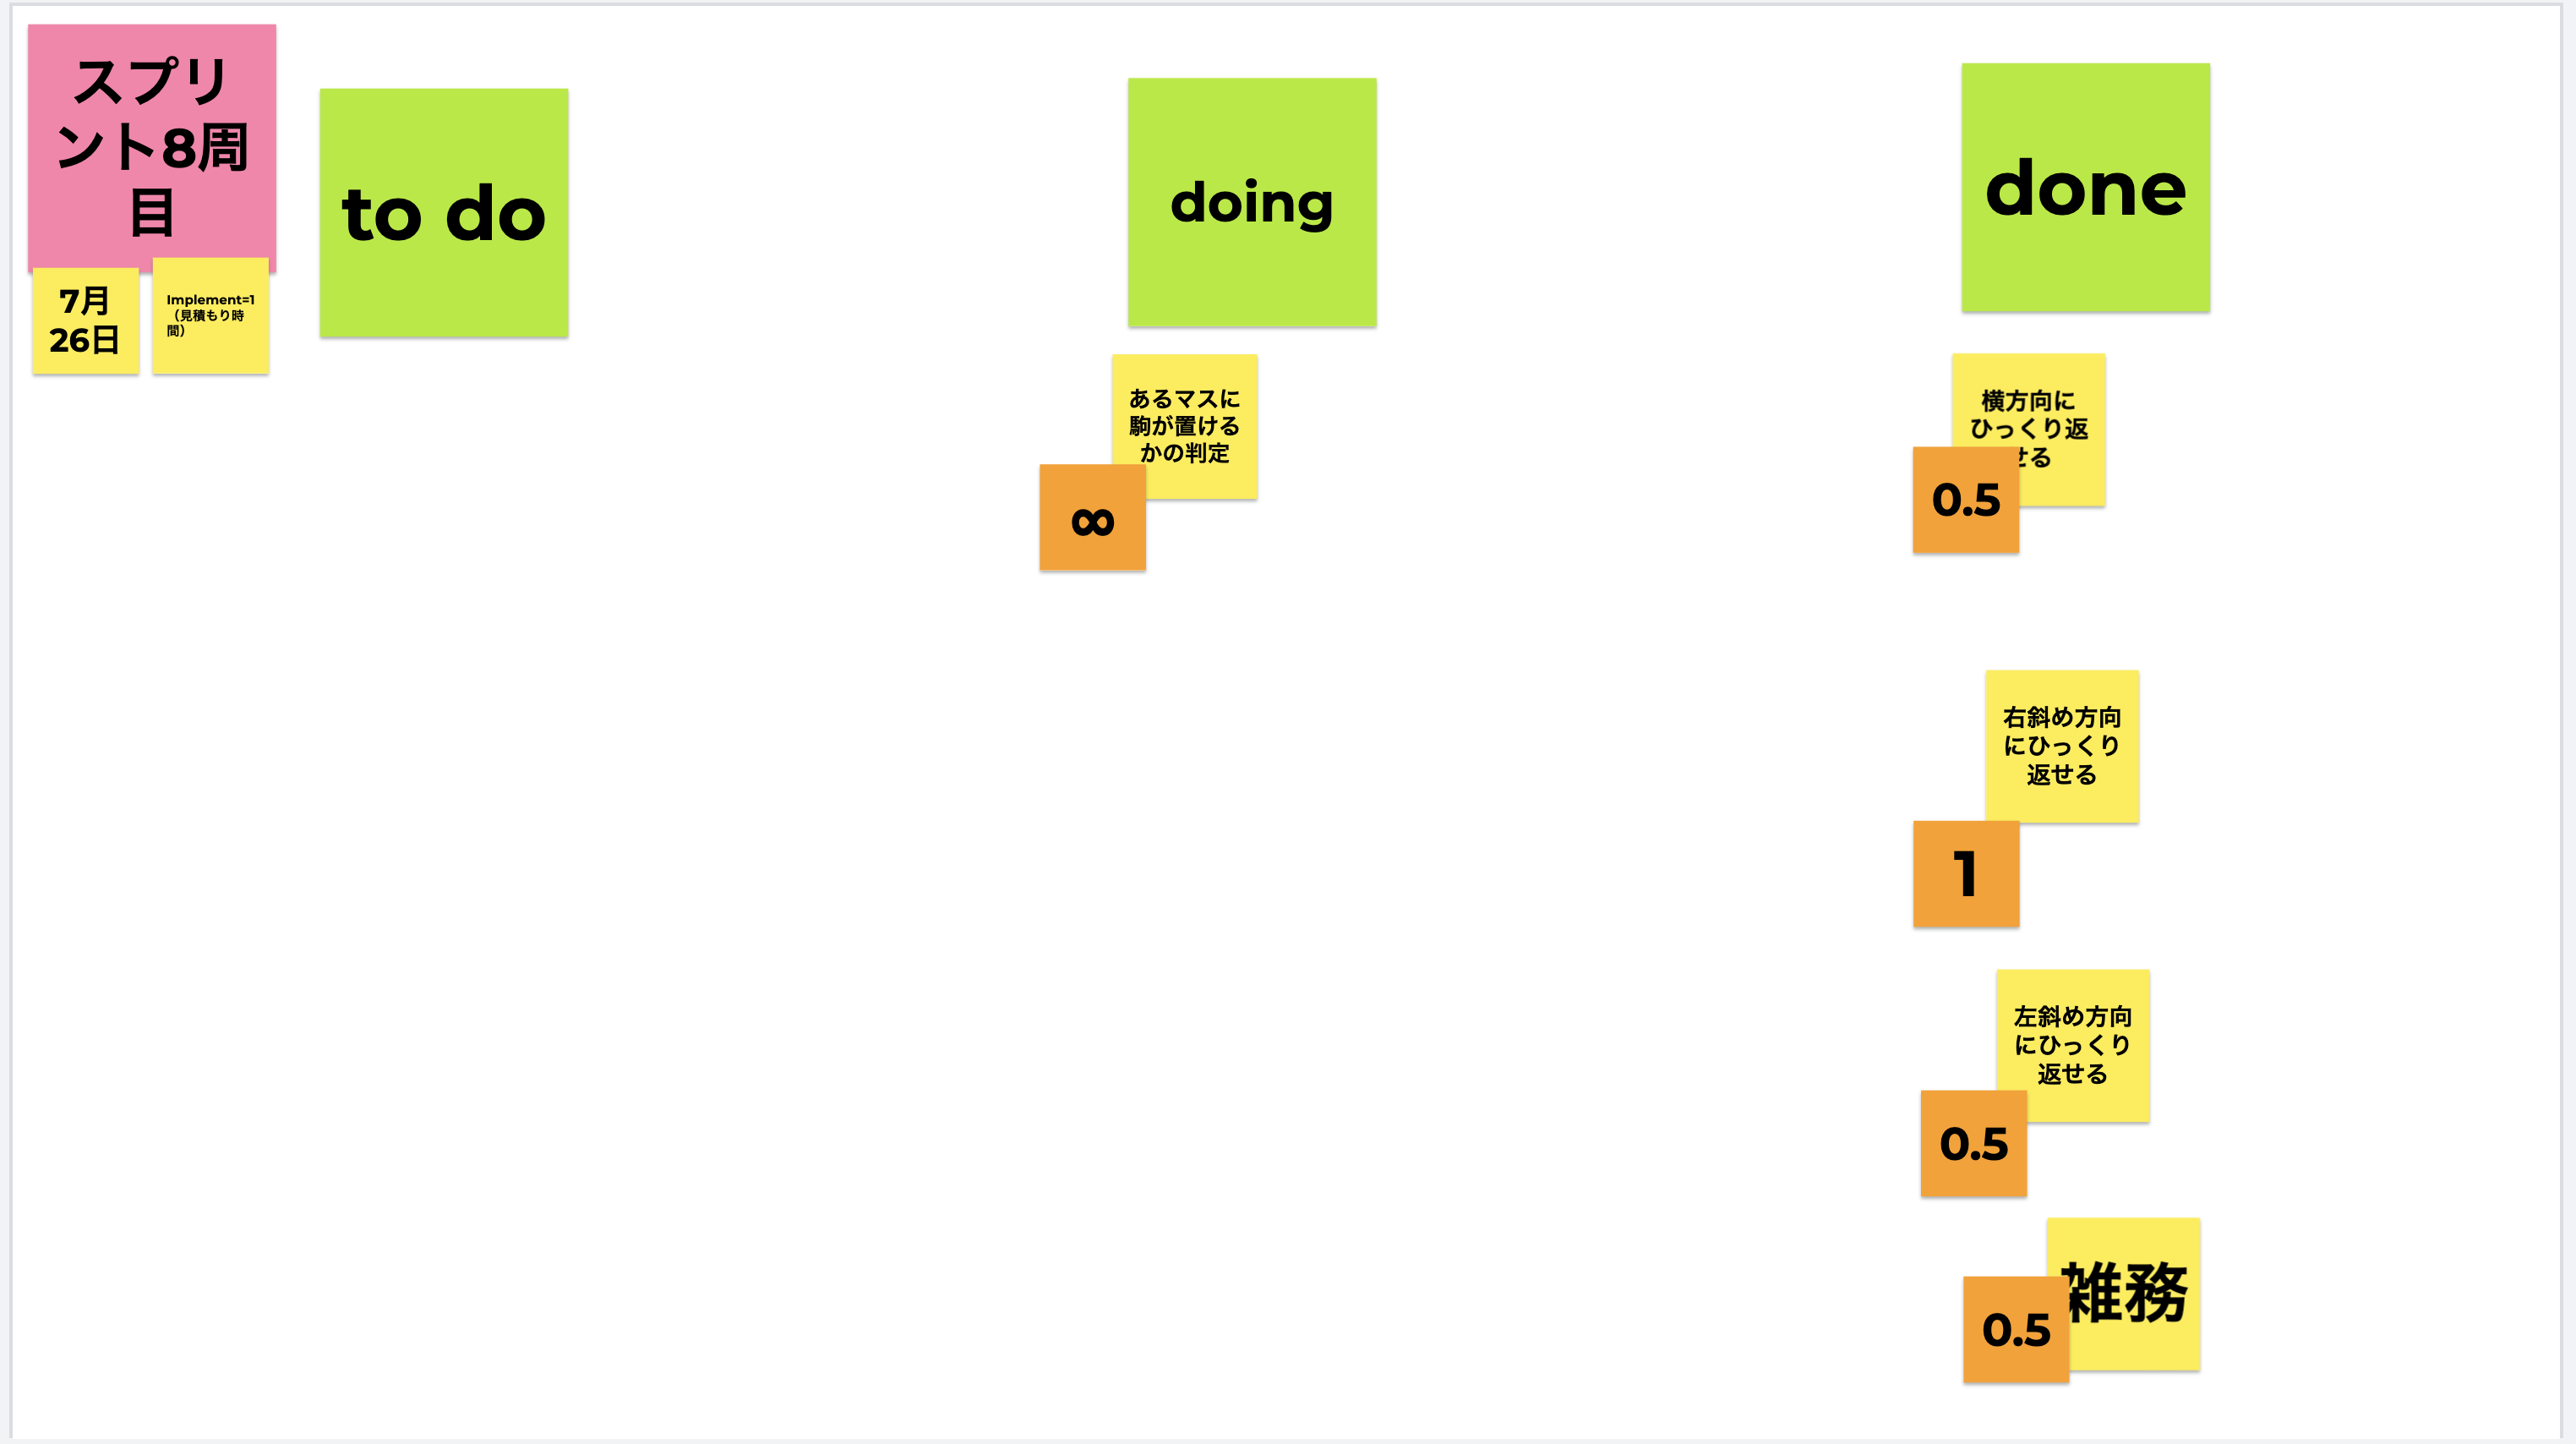 スプリ
ント8周
目
7月
26日
Implement=1
（見積もり時
間）
to do
doing
あるマスに
駒が置ける
かの判定
∞
done
横方向に
ひっくり返
せる
0.5
右斜め方向
にひっくり
返せる
1
左斜め方向
にひっくり
返せる
0.5
雑務
0.5